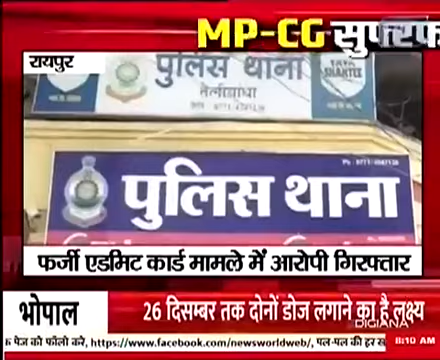 MP-CG सुपरफ
रायपुर
पुलिस थाना
तेलीबांधा
पुलिस थाना
फर्जी एडमिट कार्ड मामले में आरोपी गिरफ्तार
भोपाल
26 दिसम्बर तक दोनों डोज लगाने का है लक्ष्य
DIGIANA
क पेज को फॉलो करें, https://www.facebook.com/newsworldweb/, पल-पल की हर ख
8:10 AM